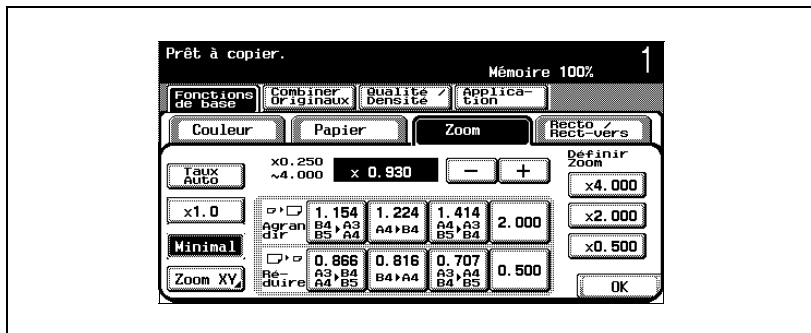 Prêt à copier.
Mémoire 100%
1
Fonctions de base
Combiner Originaux
Qualité / Densité
Applica-
tion
Couleur
Papier
Zoom
Recto / Rect-vers
Taux Auto
x0.250
~4.000
x 0.930
−
+
Définir Zoom
x4.000
x1.0
Agran
dir
1.154
B4▸A3
B5▸A4
1.224
A4▸B4
1.414
A4▸A3
B5▸B4
2.000
x2.000
Minimal
x0.500
Zoom XY
Ré-
duire
0.866
A3▸B4
A4▸B5
0.816
B4▸A4
0.707
A3▸A4
B4▸B5
0.500
OK